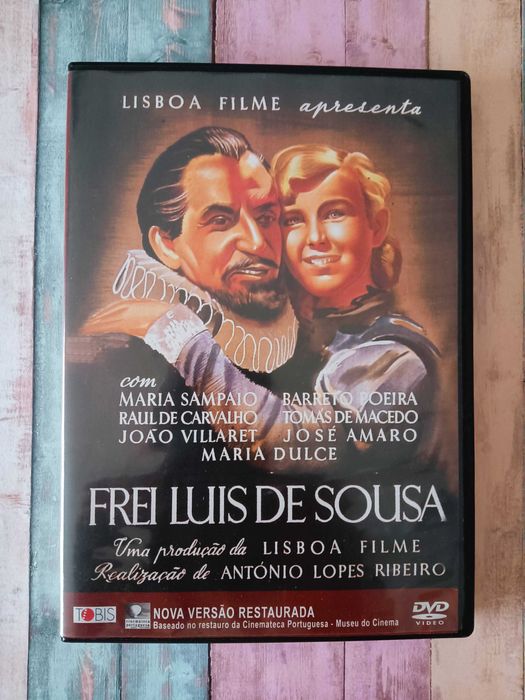 LISBOA FILME apresenta
com
MARIA SAMPAIO BARRETO POEIRA
RAUL DE CARVALHO TOMÁS DE MACEDO
JOÃO VILLARET JOSÉ AMARO
MARIA DULCE
FREI LUIS DE SOUSA
Uma produção da LISBOA FILME
Realização de ANTÓNIO LOPES RIBEIRO
TOBIS cinemateca portuguesa NOVA VERSÃO RESTAURADA DVD
Baseado no restauro da Cinemateca Portuguesa - Museu do Cinema VIDEO